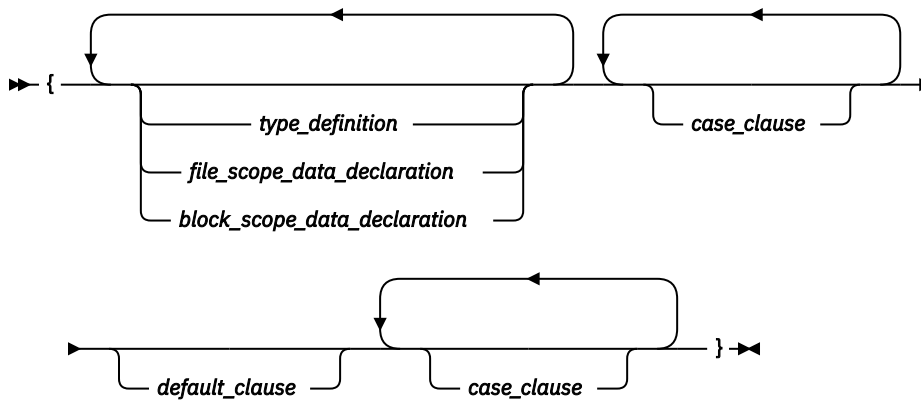 {
type_definition
case_clause
file_scope_data_declaration
block_scope_data_declaration
default_clause
case_clause
}